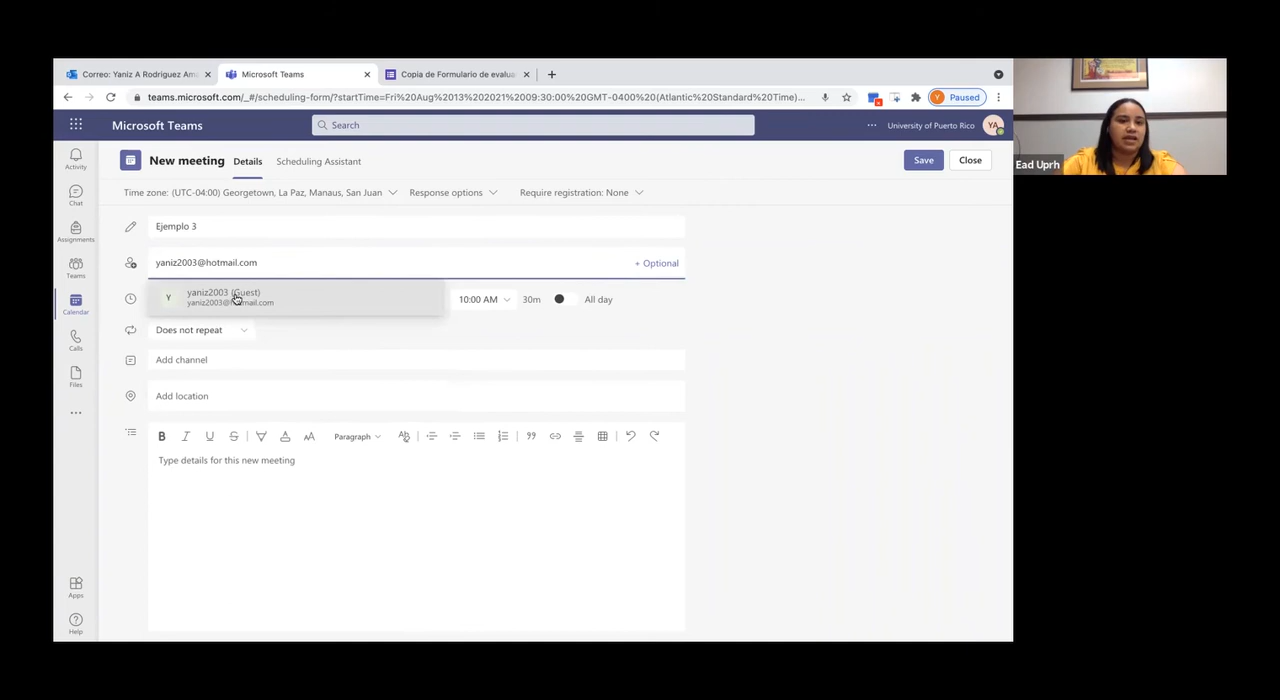 Correo: Yaniz A Rodriguez Am
Microsoft Teams
Copia de Formulario de evalua
teams.microsoft.com/_#/scheduling-form/?startTime=Fri%20Aug%2013%202021%2009:30:00%20GMT-0400%20(Atlantic%20Standard%20Time)...
Y Paused
Microsoft Teams
Search
University of Puerto Rico
YA
Activity
New meeting
Details
Scheduling Assistant
Save
Close
Ead Uprh
Chat
Time zone: (UTC-04:00) Georgetown, La Paz, Manaus, San Juan
Response options
Require registration: None
Assignments
Ejemplo 3
Teams
yaniz2003@hotmail.com
+ Optional
Calendar
Y
yaniz2003 (Guest)
yaniz2003@hotmail.com
10:00 AM
30m
All day
Calls
Does not repeat
Files
Add channel
Add location
B I U S
AA
Paragraph
Type details for this new meeting
Apps
Help